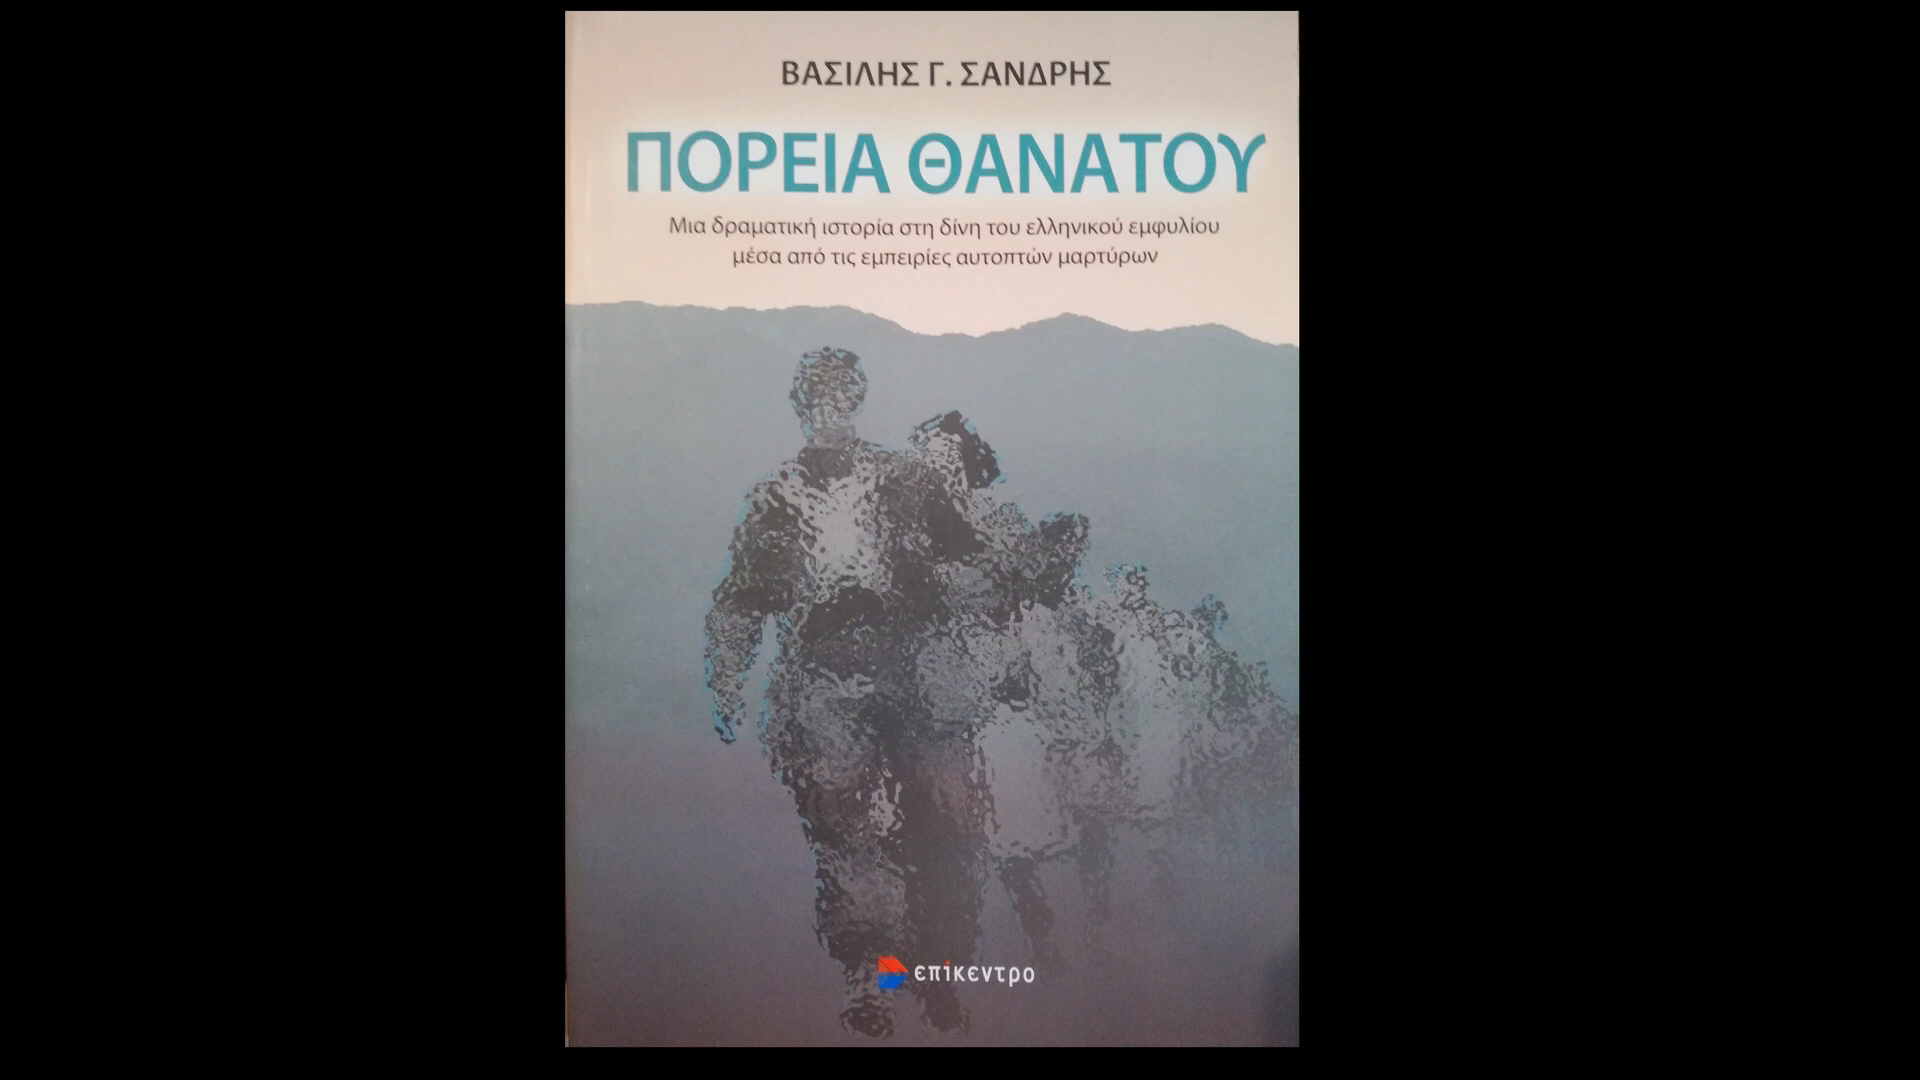 ΒΑΣΙΛΗΣ Γ. ΣΑΝΔΡΗΣ
ΠΟΡΕΙΑ ΘΑΝΑΤΟΥ
Μια δραματική ιστορία στη δίνη του ελληνικού εμφυλίου
μέσα από τις εμπειρίες αυτοπτών μαρτύρων
επίκεντρο